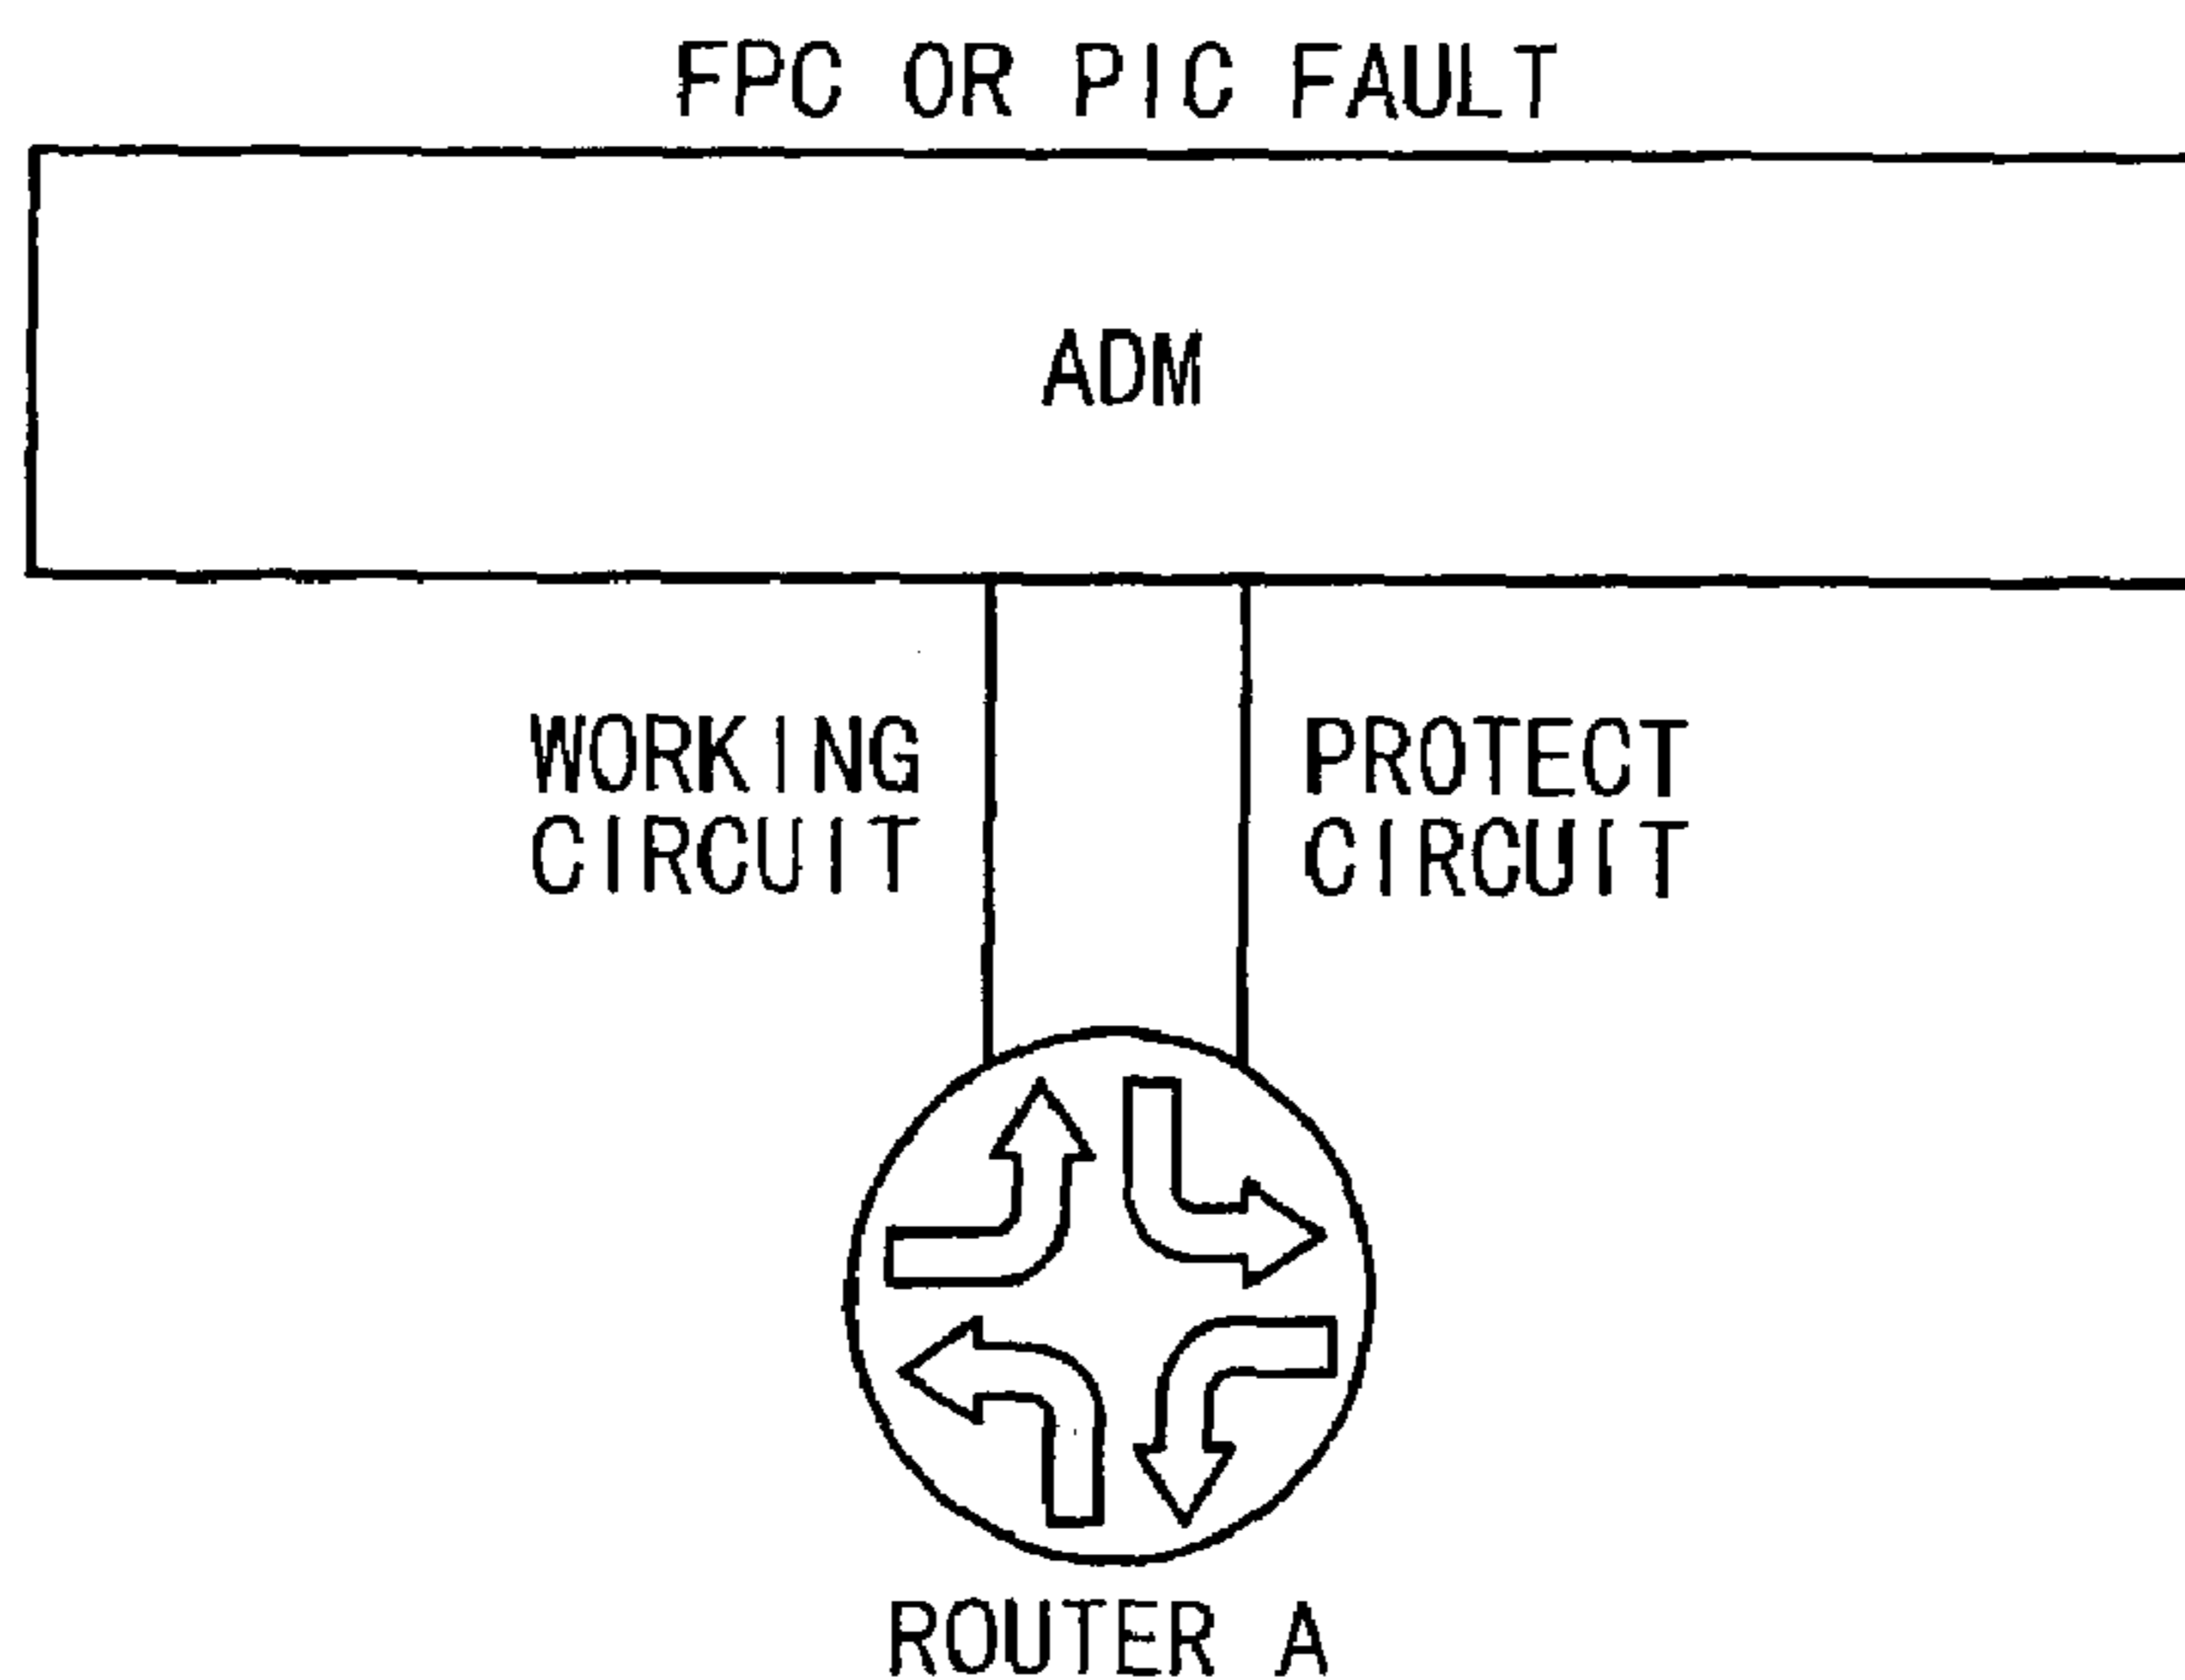 FPC OR PIC FAULT
ADM
WORKING
CIRCUIT
PROTECT
CIRCUIT
ROUTER A